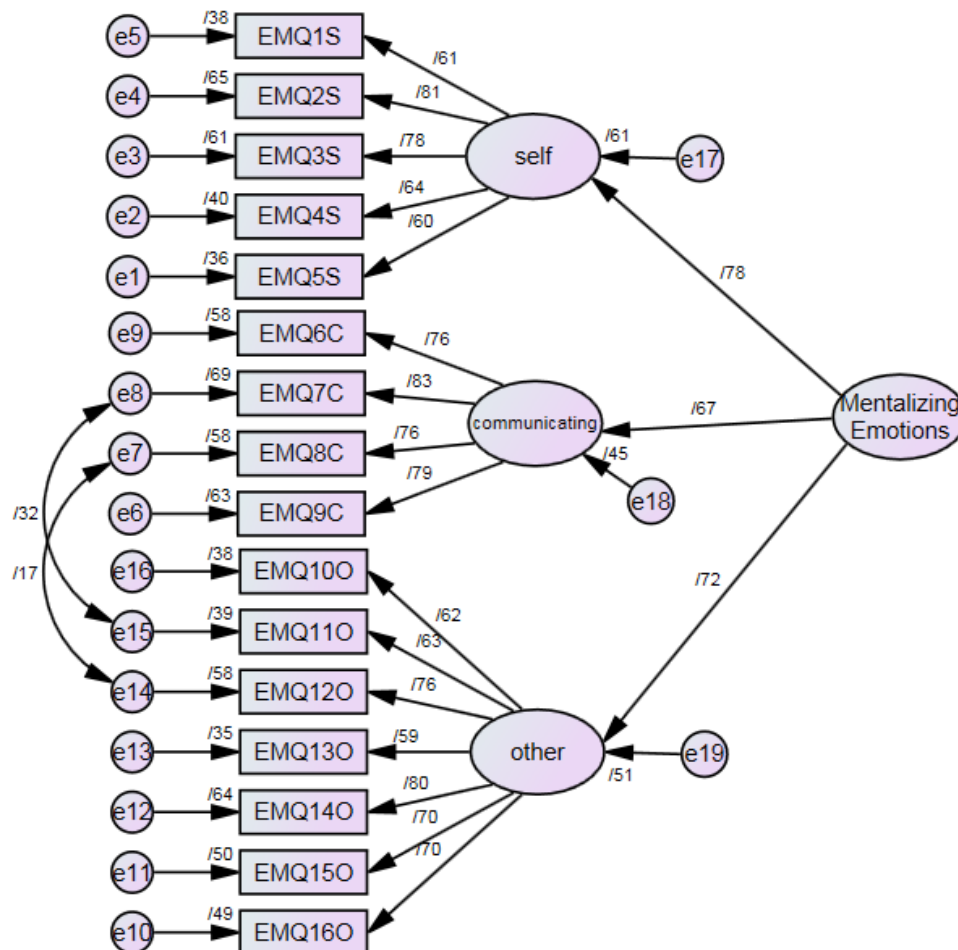 e5 /38 EMQ1S /61
e4 /65 EMQ2S /81
e3 /61 EMQ3S /78 self /61 e17
e2 /40 EMQ4S /64
e1 /36 EMQ5S /60
/78
e9 /58 EMQ6C /76
e8 /69 EMQ7C /83
communicating /67 Mentalizing
Emotions
e7 /58 EMQ8C /76 /45
e6 /63 EMQ9C /79 e18
/32
/17
e16 /38 EMQ10O /62 /72
e15 /39 EMQ11O /63
e14 /58 EMQ12O /76
e13 /35 EMQ13O /59 other /51 e19
e12 /64 EMQ14O /80
e11 /50 EMQ15O /70
e10 /49 EMQ16O /70